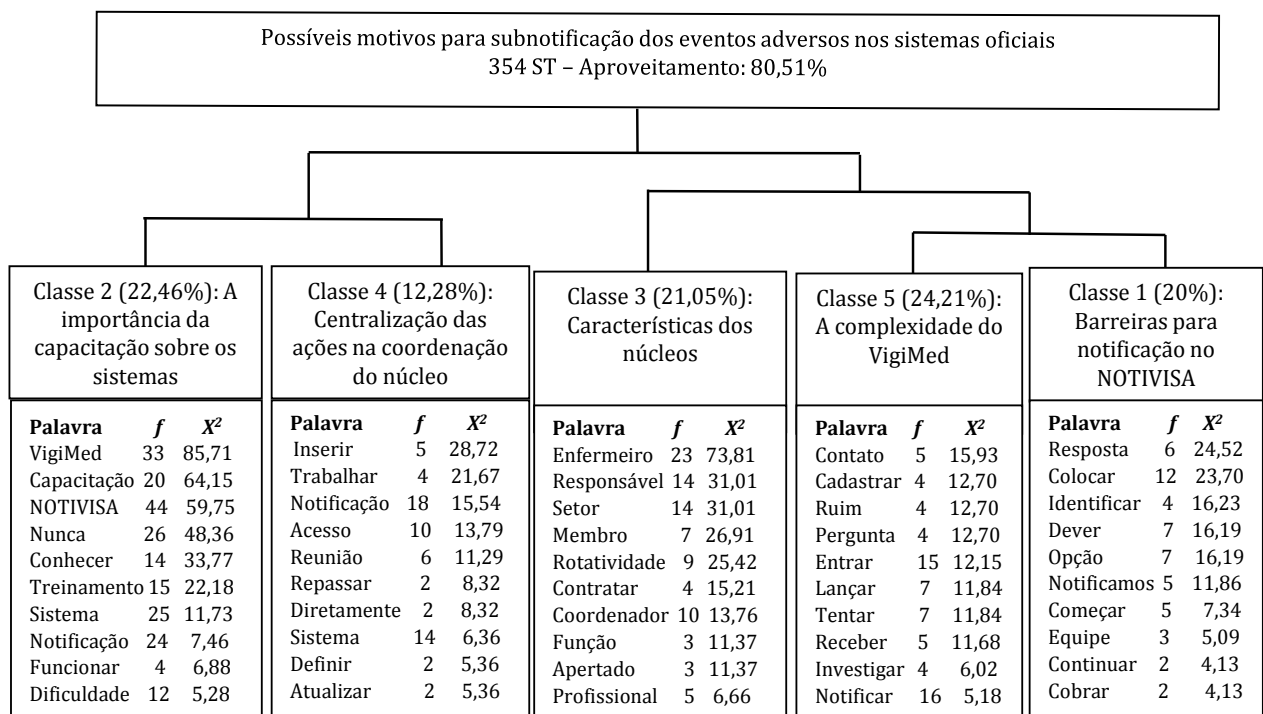 Possíveis motivos para subnotificação dos eventos adversos nos sistemas oficiais
354 ST – Aproveitamento: 80,51%
Classe 2 (22,46%): A
importância da
capacitação sobre os
sistemas
Palavra f X²
VigiMed 33 85,71
Capacitação 20 64,15
NOTIVISA 44 59,75
Nunca 26 48,36
Conhecer 14 33,77
Treinamento 15 22,18
Sistema 25 11,73
Notificação 24 7,46
Funcionar 4 6,88
Dificuldade 12 5,28
Classe 4 (12,28%):
Centralização das
ações na coordenação
do núcleo
Palavra f X²
Inserir 5 28,72
Trabalhar 4 21,67
Notificação 18 15,54
Acesso 10 13,79
Reunião 6 11,29
Repassar 2 8,32
Diretamente 2 8,32
Sistema 14 6,36
Definir 2 5,36
Atualizar 2 5,36
Classe 3 (21,05%):
Características dos
núcleos
Palavra f X²
Enfermeiro 23 73,81
Responsável 14 31,01
Setor 14 31,01
Membro 7 26,91
Rotatividade 9 25,42
Contratar 4 15,21
Coordenador 10 13,76
Função 3 11,37
Apertado 3 11,37
Profissional 5 6,66
Classe 5 (24,21%):
A complexidade do
VigiMed
Palavra f X²
Contato 5 15,93
Cadastrar 4 12,70
Ruim 4 12,70
Pergunta 4 12,70
Entrar 15 12,15
Lançar 7 11,84
Tentar 7 11,84
Receber 5 11,68
Investigar 4 6,02
Notificar 16 5,18
Classe 1 (20%):
Barreiras para
notificação no
NOTIVISA
Palavra f X²
Resposta 6 24,52
Colocar 12 23,70
Identificar 4 16,23
Dever 7 16,19
Opção 7 16,19
Notificamos 5 11,86
Começar 5 7,34
Equipe 3 5,09
Continuar 2 4,13
Cobrar 2 4,13